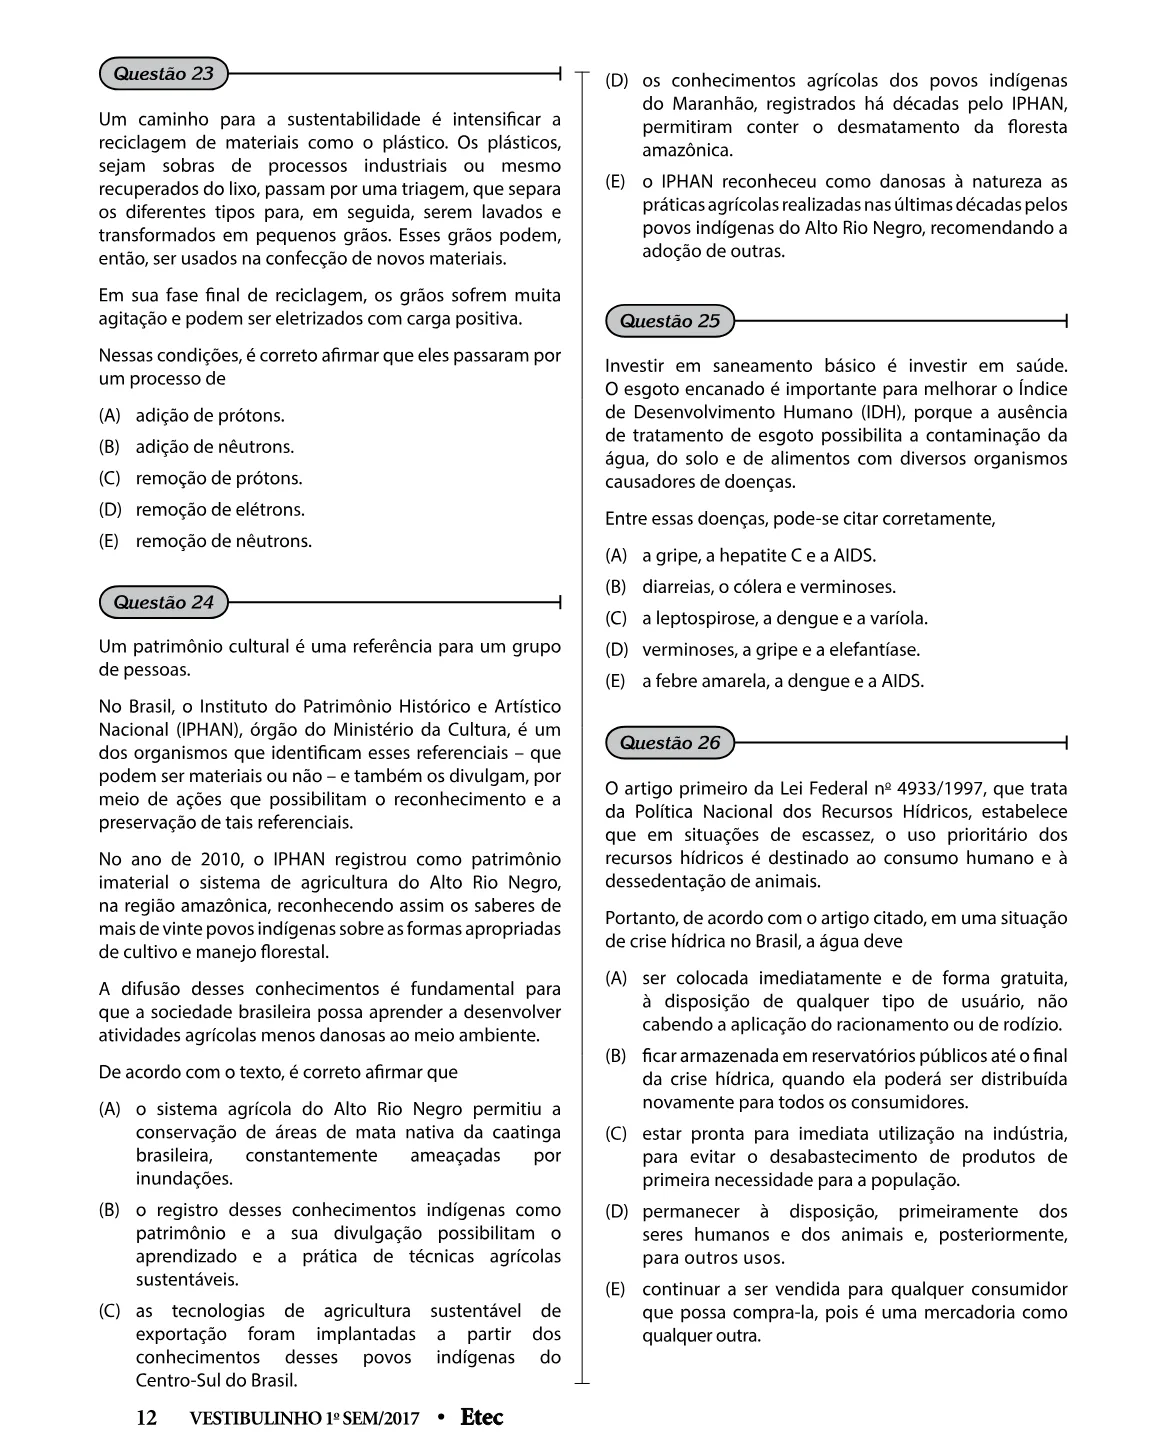 Questão 23
Um caminho para a sustentabilidade é intensificar a
reciclagem de materiais como o plástico. Os plásticos,
sejam sobras de processos industriais ou mesmo
recuperados do lixo, passam por uma triagem, que separa
os diferentes tipos para, em seguida, serem lavados e
transformados em pequenos grãos. Esses grãos podem,
então, ser usados na confecção de novos materiais.
Em sua fase final de reciclagem, os grãos sofrem muita
agitação e podem ser eletrizados com carga positiva.
Nessas condições, é correto afirmar que eles passaram por
um processo de
(A) adição de prótons.
(B) adição de nêutrons.
(C) remoção de prótons.
(D) remoção de elétrons.
(E) remoção de nêutrons.
Questão 24
Um patrimônio cultural é uma referência para um grupo
de pessoas.
No Brasil, o Instituto do Patrimônio Histórico e Artístico
Nacional (IPHAN), órgão do Ministério da Cultura, é um
dos organismos que identificam esses referenciais – que
podem ser materiais ou não – e também os divulgam, por
meio de ações que possibilitam o reconhecimento e a
preservação de tais referenciais.
No ano de 2010, o IPHAN registrou como patrimônio
imaterial o sistema de agricultura do Alto Rio Negro,
na região amazônica, reconhecendo assim os saberes de
mais de vinte povos indígenas sobre as formas apropriadas
de cultivo e manejo florestal.
A difusão desses conhecimentos é fundamental para
que a sociedade brasileira possa aprender a desenvolver
atividades agrícolas menos danosas ao meio ambiente.
De acordo com o texto, é correto afirmar que
(A) o sistema agrícola do Alto Rio Negro permitiu a
conservação de áreas de mata nativa da caatinga
brasileira, constantemente ameaçadas por
inundações.
(B) o registro desses conhecimentos indígenas como
patrimônio e a sua divulgação possibilitam o
aprendizado e a prática de técnicas agrícolas
sustentáveis.
(C) as tecnologias de agricultura sustentável de
exportação foram implantadas a partir dos
conhecimentos desses povos indígenas do
Centro-Sul do Brasil.
(D) os conhecimentos agrícolas dos povos indígenas
do Maranhão, registrados há décadas pelo IPHAN,
permitiram conter o desmatamento da floresta
amazônica.
(E) o IPHAN reconheceu como danosas à natureza as
práticas agrícolas realizadas nas últimas décadas pelos
povos indígenas do Alto Rio Negro, recomendando a
adoção de outras.
Questão 25
Investir em saneamento básico é investir em saúde.
O esgoto encanado é importante para melhorar o Índice
de Desenvolvimento Humano (IDH), porque a ausência
de tratamento de esgoto possibilita a contaminação da
água, do solo e de alimentos com diversos organismos
causadores de doenças.
Entre essas doenças, pode-se citar corretamente,
(A) a gripe, a hepatite C e a AIDS.
(B) diarreias, o cólera e verminoses.
(C) a leptospirose, a dengue e a varíola.
(D) verminoses, a gripe e a elefantíase.
(E) a febre amarela, a dengue e a AIDS.
Questão 26
O artigo primeiro da Lei Federal nº 4933/1997, que trata
da Política Nacional dos Recursos Hídricos, estabelece
que em situações de escassez, o uso prioritário dos
recursos hídricos é destinado ao consumo humano e à
dessedentação de animais.
Portanto, de acordo com o artigo citado, em uma situação
de crise hídrica no Brasil, a água deve
(A) ser colocada imediatamente e de forma gratuita,
à disposição de qualquer tipo de usuário, não
cabendo a aplicação do racionamento ou de rodízio.
(B) ficar armazenada em reservatórios públicos até o final
da crise hídrica, quando ela poderá ser distribuída
novamente para todos os consumidores.
(C) estar pronta para imediata utilização na indústria,
para evitar o desabastecimento de produtos de
primeira necessidade para a população.
(D) permanecer à disposição, primeiramente dos
seres humanos e dos animais e, posteriormente,
para outros usos.
(E) continuar a ser vendida para qualquer consumidor
que possa compra-la, pois é uma mercadoria como
qualquer outra.
12 VESTIBULINHO 1º SEM/2017 • Etec